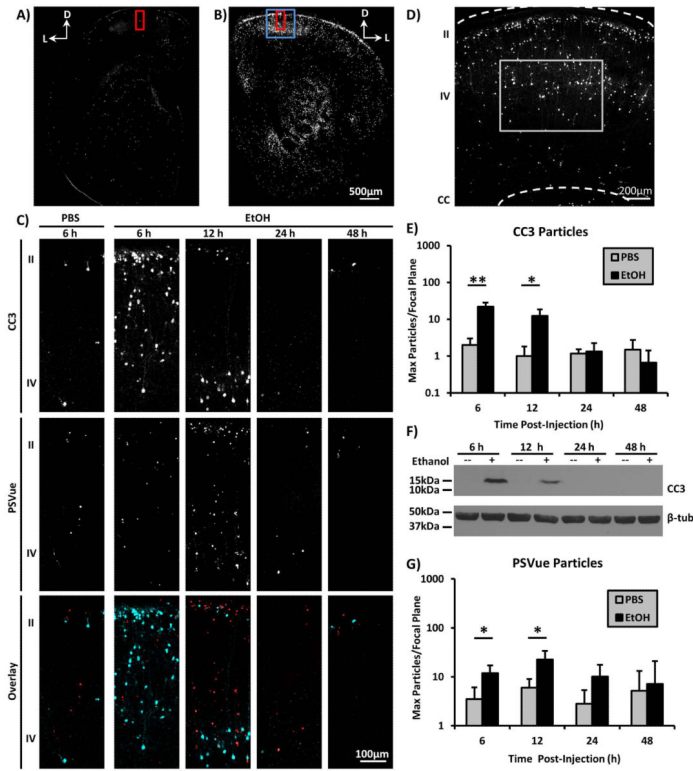 A)
D
L
B)
D
L
500μm
D)
II
IV
CC
200μm
C)
PBS
EtOH
6 h
6 h
12 h
24 h
48 h
CC3
II
IV
PSVue
II
IV
Overlay
II
IV
100μm
E)
CC3 Particles
Max Particles/Focal Plane
1000
100
10
1
0.1
PBS
EtOH
**
*
6
12
24
48
Time Post-Injection (h)
F)
6 h
12 h
24 h
48 h
Ethanol
-- + -- + -- + -- +
15kDa
10kDa
CC3
50kDa
37kDa
β-tub
G)
PSVue Particles
Max Particles/Focal Plane
1000
100
10
1
PBS
EtOH
*
*
6
12
24
48
Time Post-Injection (h)